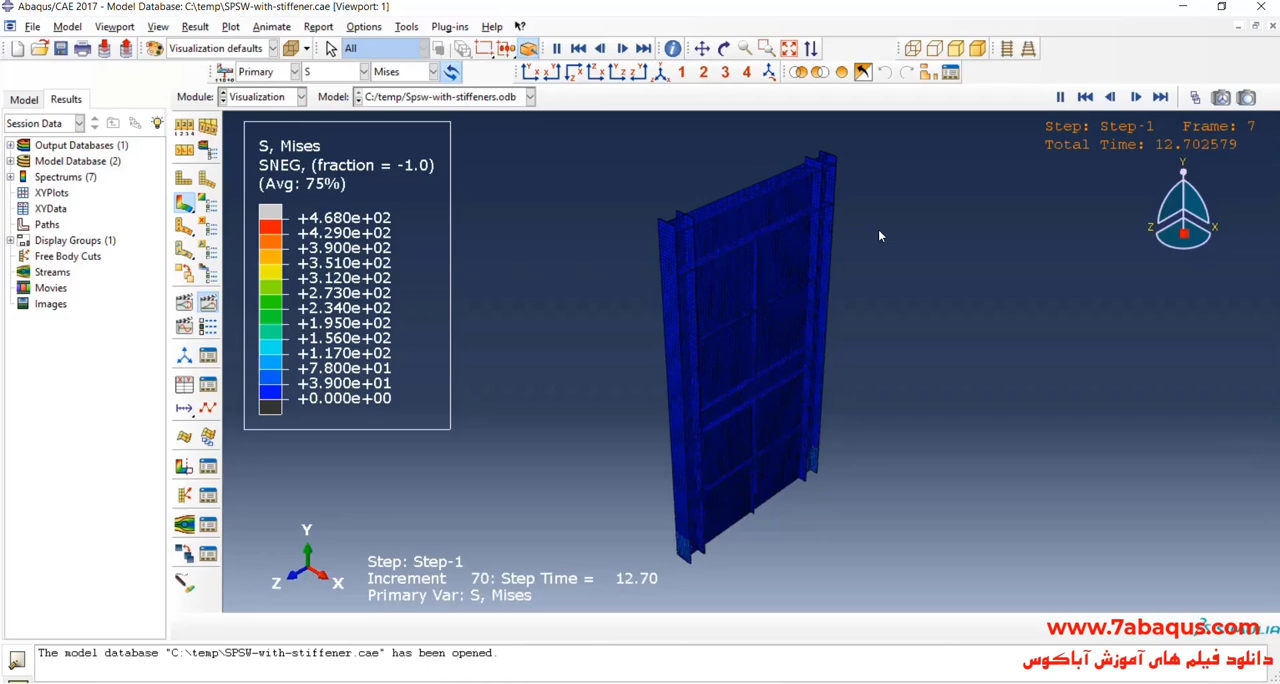 Abaqus/CAE 2017 - Model Database: C:\temp\SPSW-with-stiffener.cae [Viewport: 1]
File Model Viewport View Result Plot Animate Report Options Tools Plug-ins Help
Visualization defaults All
Primary S Mises 1 2 3 4
Model Results Module: Visualization Model: C:/temp/Spsw-with-stiffeners.odb
Session Data
Output Databases (1)
Model Database (2)
Spectrums (7)
XYPlots
XYData
Paths
Display Groups (1)
Free Body Cuts
Streams
Movies
Images
S, Mises
SNEG, (fraction = -1.0)
(Avg: 75%)
+4.680e+02
+4.290e+02
+3.900e+02
+3.510e+02
+3.120e+02
+2.730e+02
+2.340e+02
+1.950e+02
+1.560e+02
+1.170e+02
+7.800e+01
+3.900e+01
+0.000e+00
Step: Step-1 Frame: 7
Total Time: 12.702579
Y
Z X
Y
Z X
Step: Step-1
Increment 70: Step Time = 12.70
Primary Var: S, Mises
www.7abaqus.com
دانلود فیلم های آموزش آباکوس
The model database "C:\temp\SPSW-with-stiffener.cae" has been opened.